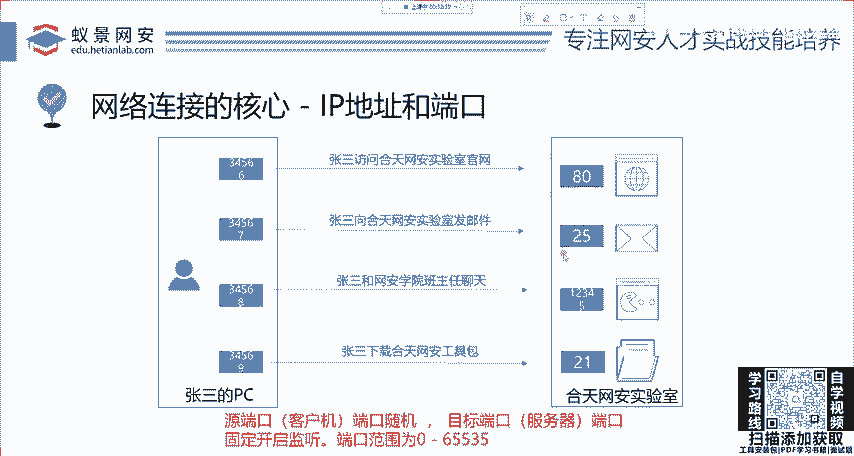 蚁景网安
edu.hetianlab.com
专注网安人才实战技能培养
网络连接的核心 - IP地址和端口
34566
张三访问合天网安实验室官网
80
34567
张三向合天网安实验室发邮件
25
34568
张三和网安学院班主任聊天
12345
34569
张三下载合天网安工具包
21
张三的PC
合天网安实验室
源端口（客户机）端口随机 ， 目标端口（服务器）端口
固定开启监听。端口范围为0 - 65535
学习路线
自学视频
扫描添加获取
工具安装包|PDF学习书籍|面试题